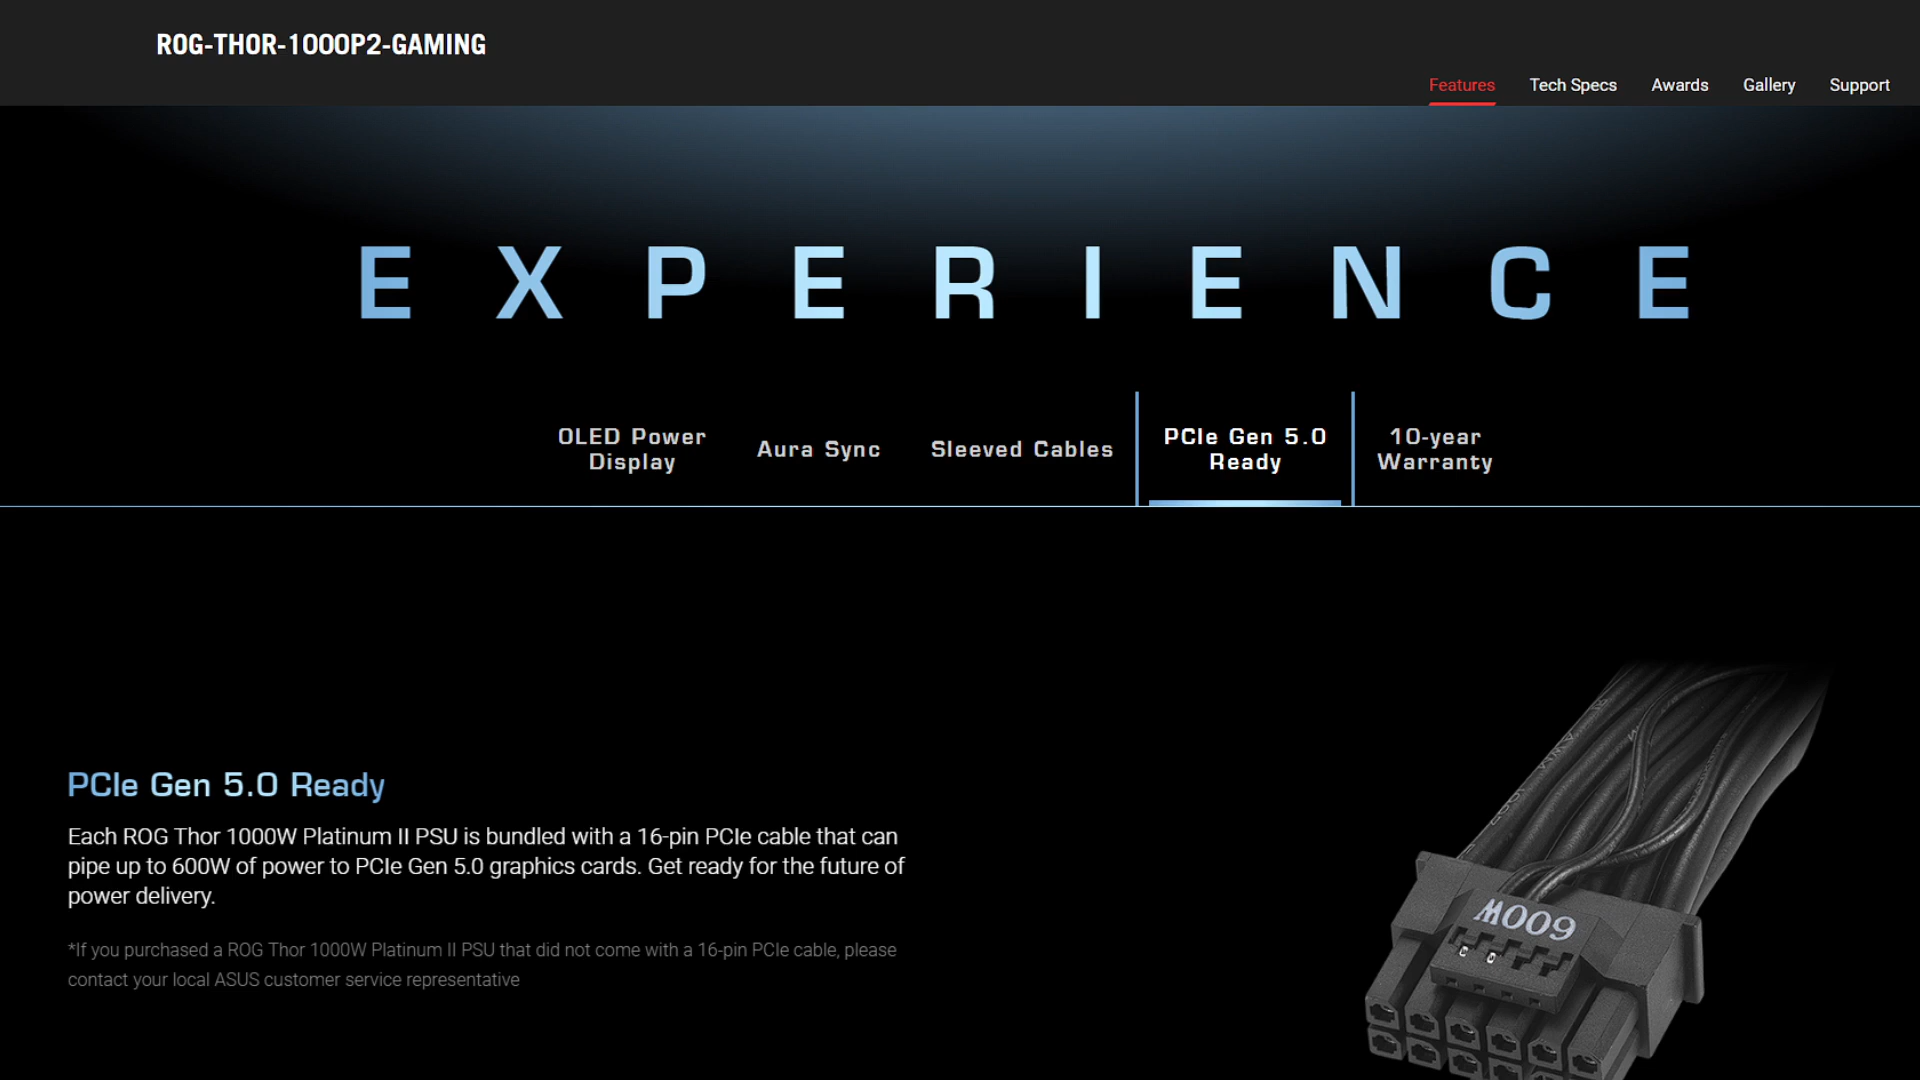 ROG-THOR-1000P2-GAMING
Features Tech Specs Awards Gallery Support
EXPERIENCE
OLED Power
Display
Aura Sync
Sleeved Cables
PCIe Gen 5.0
Ready
10-year
Warranty
PCIe Gen 5.0 Ready
Each ROG Thor 1000W Platinum II PSU is bundled with a 16-pin PCIe cable that can
pipe up to 600W of power to PCIe Gen 5.0 graphics cards. Get ready for the future of
power delivery.
*If you purchased a ROG Thor 1000W Platinum II PSU that did not come with a 16-pin PCIe cable, please
contact your local ASUS customer service representative
600W